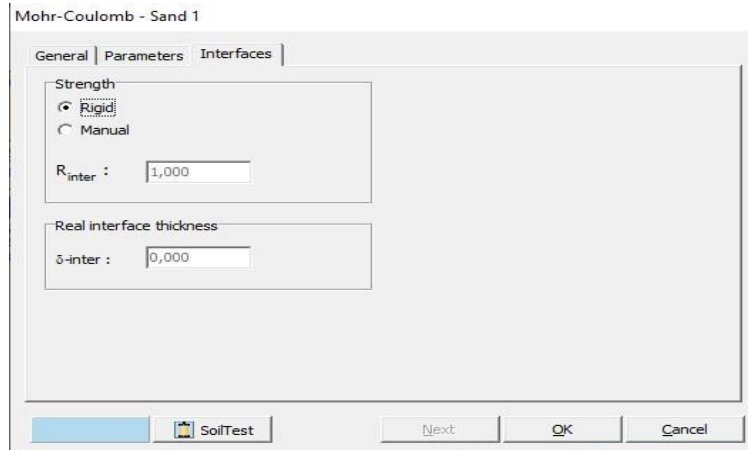 Mohr-Coulomb - Sand 1
General Parameters Interfaces
Strength
Rigid
Manual
Rinter : 1,000
Real interface thickness
δ-inter : 0,000
SoilTest Next OK Cancel